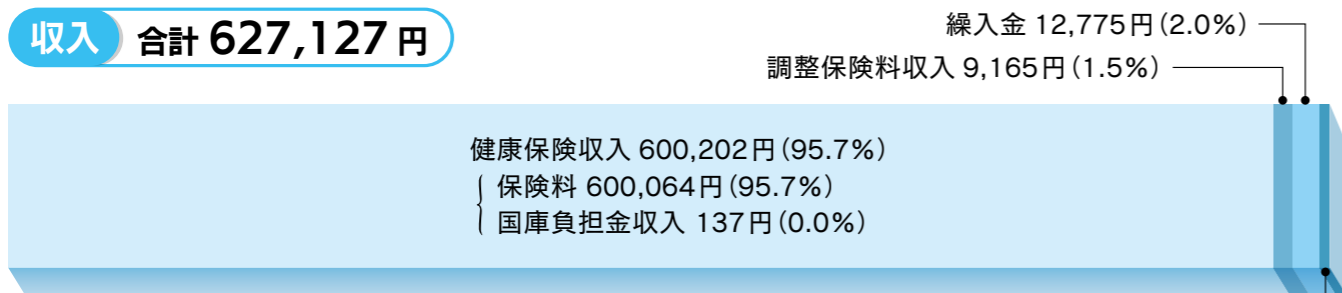 収入 合計 627,127円
繰入金 12,775円(2.0%)
調整保険料収入 9,165円(1.5%)
健康保険収入 600,202円(95.7%)
保険料 600,064円(95.7%)
国庫負担金収入 137円(0.0%)